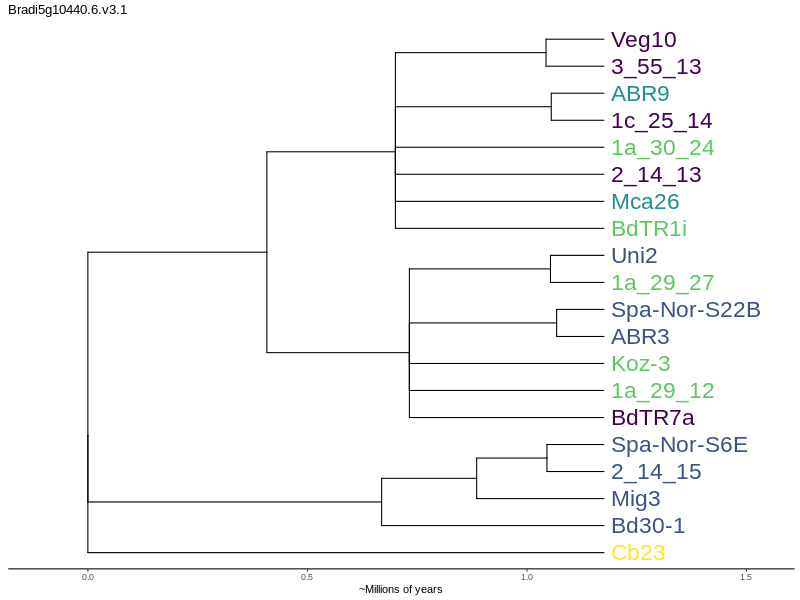 Bradi5g10440.6.v3.1
Veg10
3_55_13
ABR9
1c_25_14
1a_30_24
2_14_13
Mca26
BdTR1i
Uni2
1a_29_27
Spa-Nor-S22B
ABR3
Koz-3
1a_29_12
BdTR7a
Spa-Nor-S6E
2_14_15
Mig3
Bd30-1
Cb23
0.0 0.5 1.0 1.5
~Millions of years